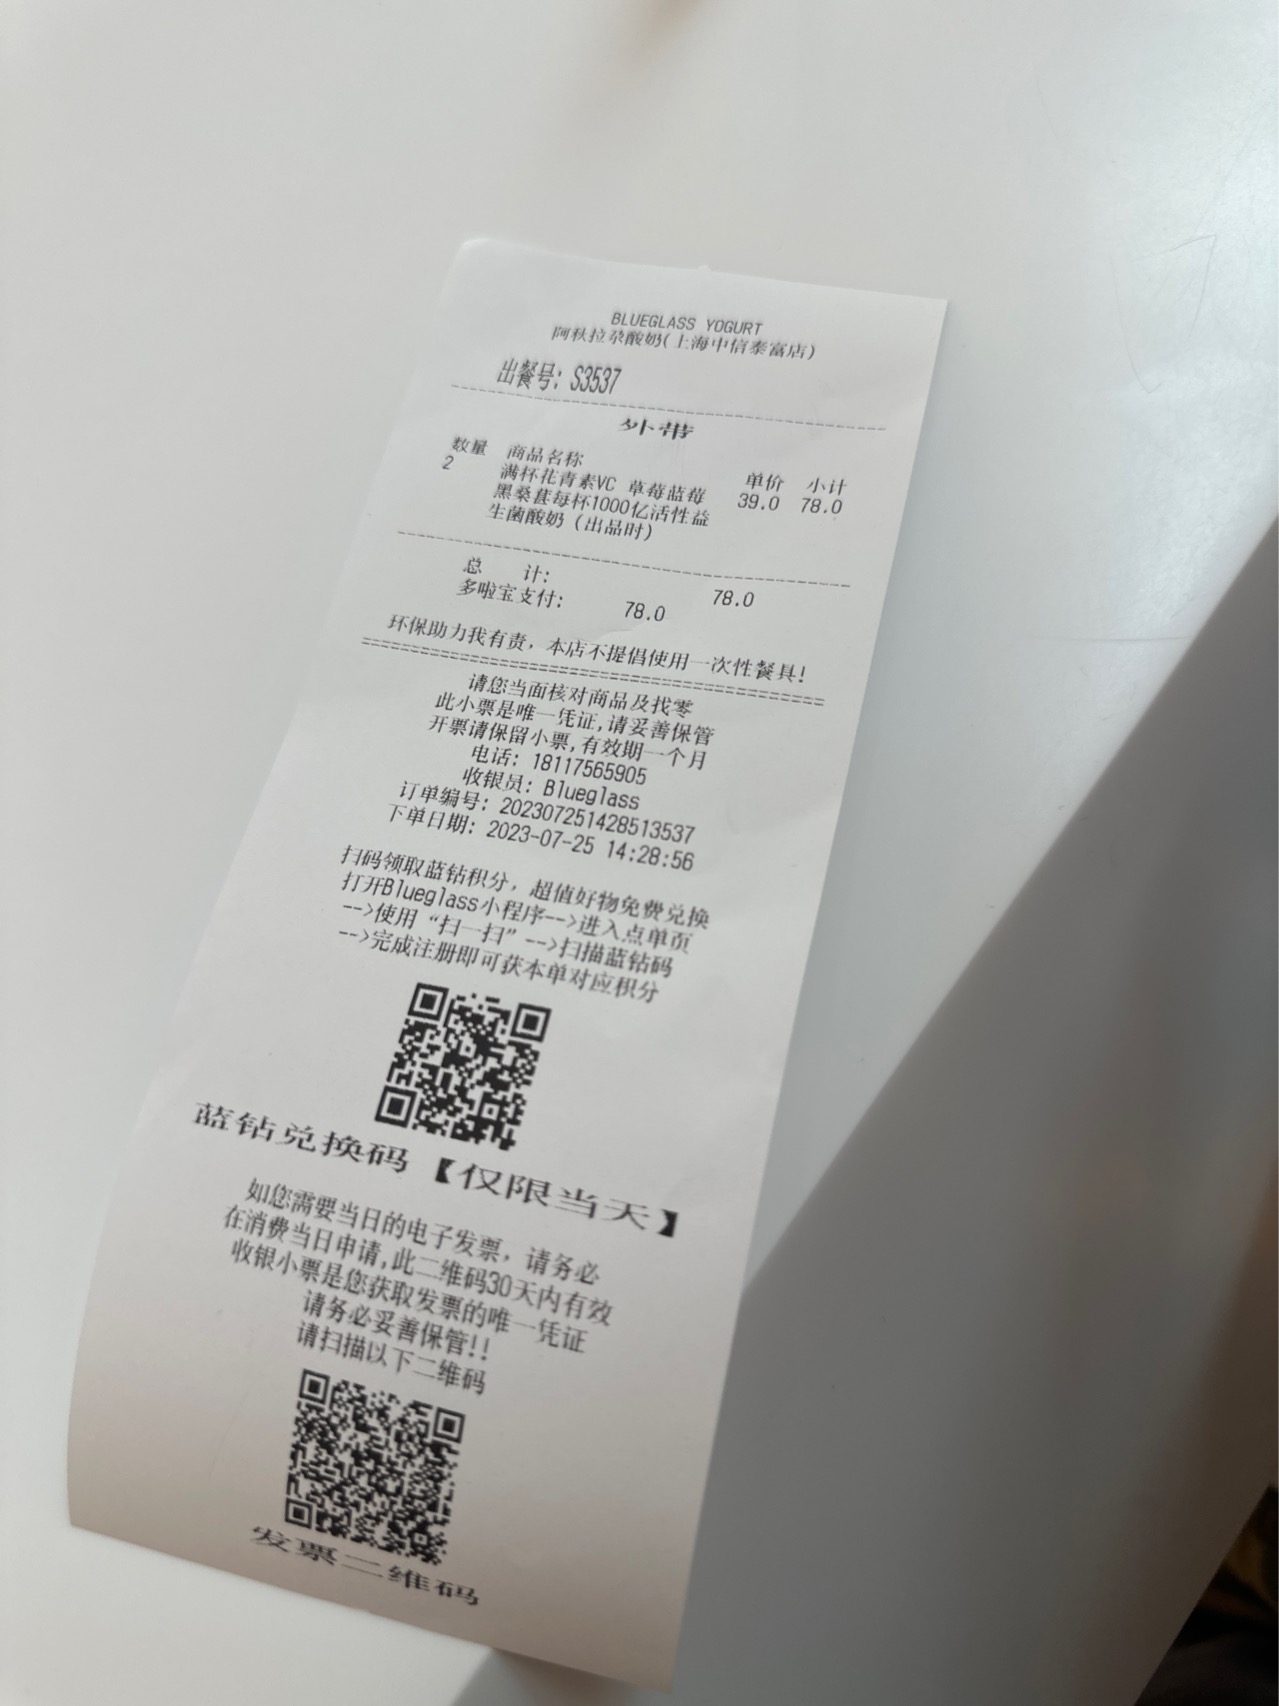 BLUEGLASS YOGURT
阿秋拉尕酸奶(上海中信泰富店)
出餐号: S3537
外带
数量 商品名称 单价 小计
2 满杯花青素VC 草莓蓝莓 39.0 78.0
黑桑葚每杯1000亿活性益
生菌酸奶(出品时)
总 计: 78.0
多啦宝支付: 78.0
环保助力我有责, 本店不提倡使用一次性餐具!
请您当面核对商品及找零
此小票是唯一凭证,请妥善保管
开票请保留小票,有效期一个月
电话: 18117565905
收银员: Blueglass
订单编号: 202307251428513537
下单日期: 2023-07-25 14:28:56
扫码领取蓝钻积分, 超值好物免费兑换
打开Blueglass小程序-->进入点单页
-->使用“扫一扫”-->扫描蓝钻码
-->完成注册即可获本单对应积分
蓝钻兑换码【仅限当天】
如您需要当日的电子发票, 请务必
在消费当日申请,此二维码30天内有效
收银小票是您获取发票的唯一凭证
请务必妥善保管!!
请扫描以下二维码
发票二维码